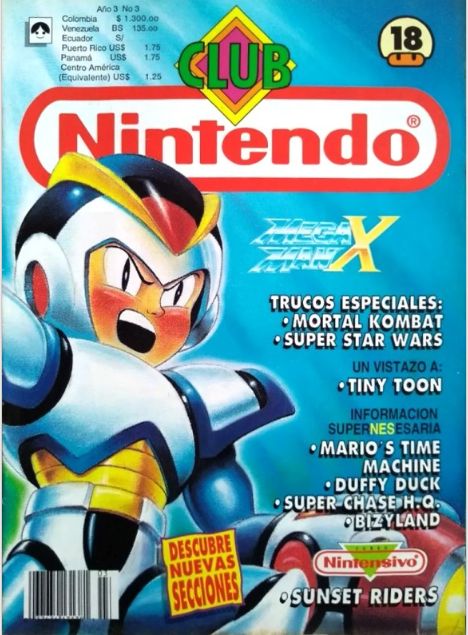 Año 3 No 3
Colombia $ 1.300.oo
Venezuela BS 135.oo
Ecuador S/
Puerto Rico US$ 1.75
Panamá US$ 1.75
Centro América
(Equivalente) US$ 1.25
CLUB
18
Nintendo®
MEGA
MAN X
TRUCOS ESPECIALES:
• MORTAL KOMBAT
• SUPER STAR WARS
UN VISTAZO A:
• TINY TOON
INFORMACION
SUPERNESESARIA
• MARIO'S TIME
MACHINE
• DUFFY DUCK
• SUPER CHASE H.Q.
• BIZYLAND
Nintensivo
• SUNSET RIDERS
DESCUBRE
NUEVAS
SECCIONES
03